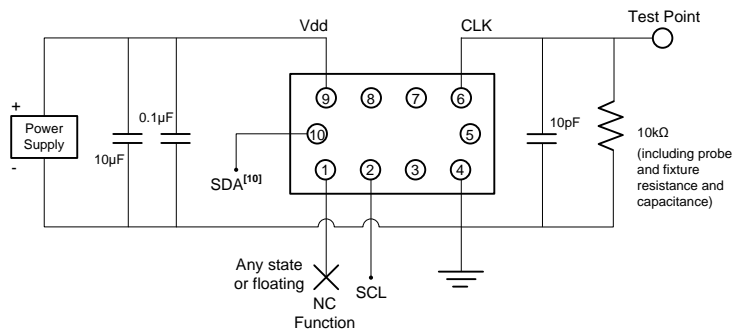 Vdd
CLK
Test Point
+
Power
Supply
-
10µF
0.1µF
9
8
7
6
10
5
1
2
3
4
SDA[10]
10pF
10kΩ
(including probe
and fixture
resistance and
capacitance)
Any state
or floating
NC
Function
SCL